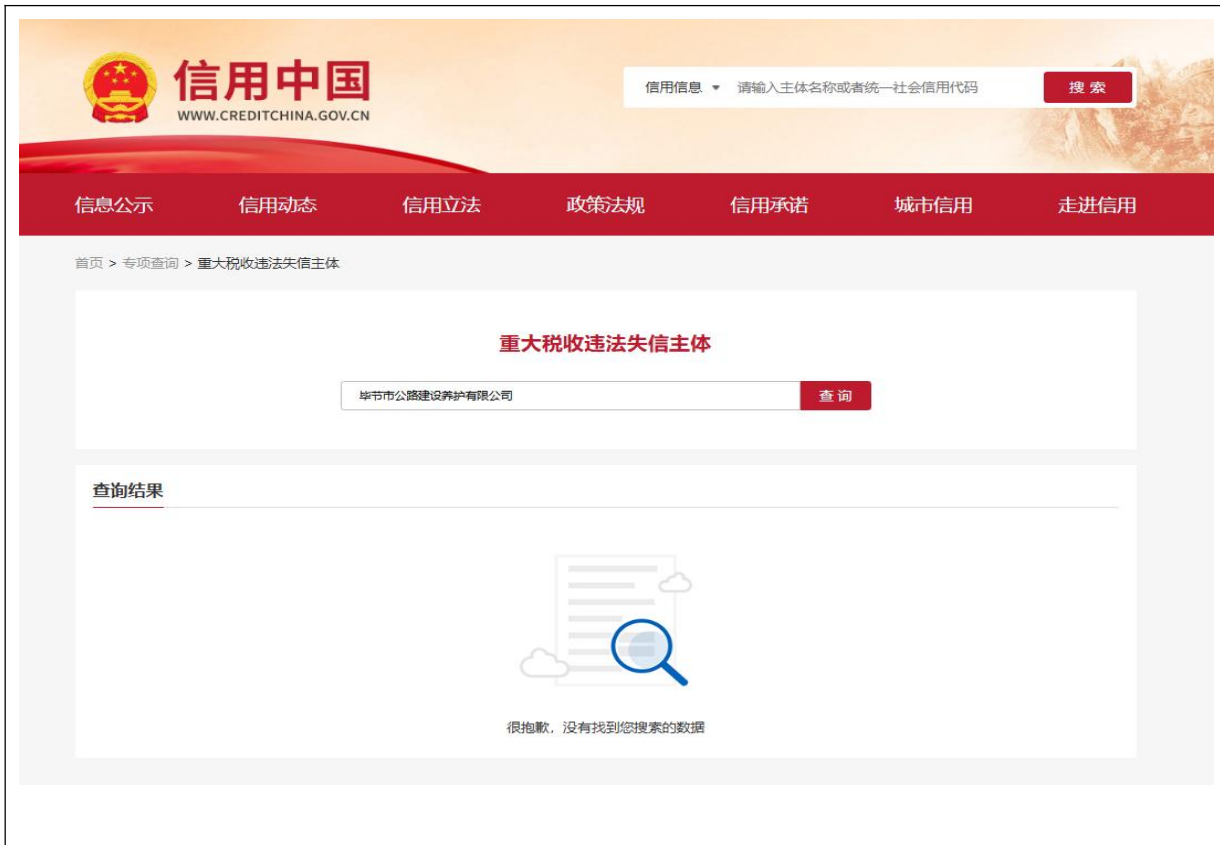 信用中国
WWW.CREDITCHINA.GOV.CN
信用信息 请输入主体名称或者统一社会信用代码 搜索
信息公示 信用动态 信用立法 政策法规 信用承诺 城市信用 走进信用
首页 > 专项查询 > 重大税收违法失信主体
重大税收违法失信主体
毕节市公路建设养护有限公司 查询
查询结果
很抱歉，没有找到您搜索的数据